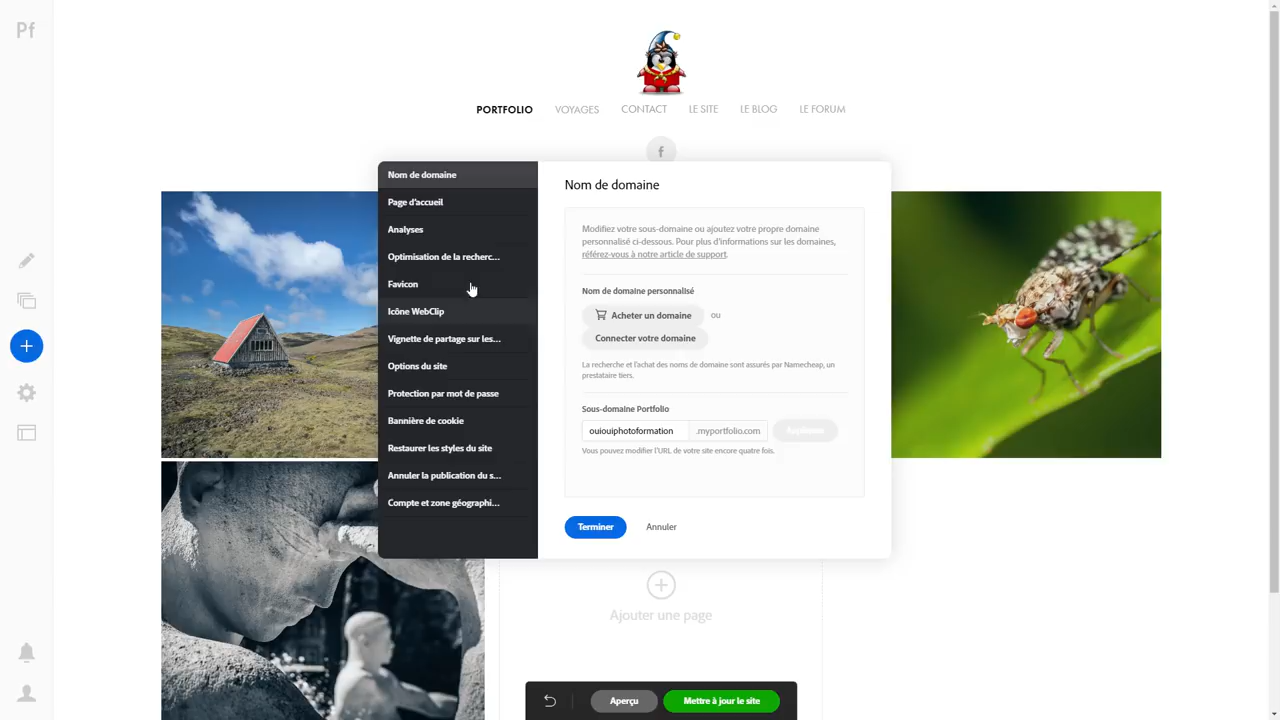 Pf
PORTFOLIO VOYAGES CONTACT LE SITE LE BLOG LE FORUM
f
Nom de domaine
Page d'accueil
Analyses
Optimisation de la recherc...
Favicon
Icône WebClip
Vignette de partage sur les...
Options du site
Protection par mot de passe
Bannière de cookie
Restaurer les styles du site
Annuler la publication du s...
Compte et zone géographi...
Nom de domaine
Modifiez votre sous-domaine ou ajoutez votre propre domaine
personnalisé ci-dessous. Pour plus d'informations sur les domaines,
référez-vous à notre article de support.
Nom de domaine personnalisé
Acheter un domaine ou
Connecter votre domaine
La recherche et l'achat des noms de domaine sont assurés par Namecheap, un
prestataire tiers.
Sous-domaine Portfolio
ouiouiphotoformation .myportfolio.com Appliquer
Vous pouvez modifier l'URL de votre site encore quatre fois.
Terminer Annuler
Ajouter une page
Aperçu Mettre à jour le site